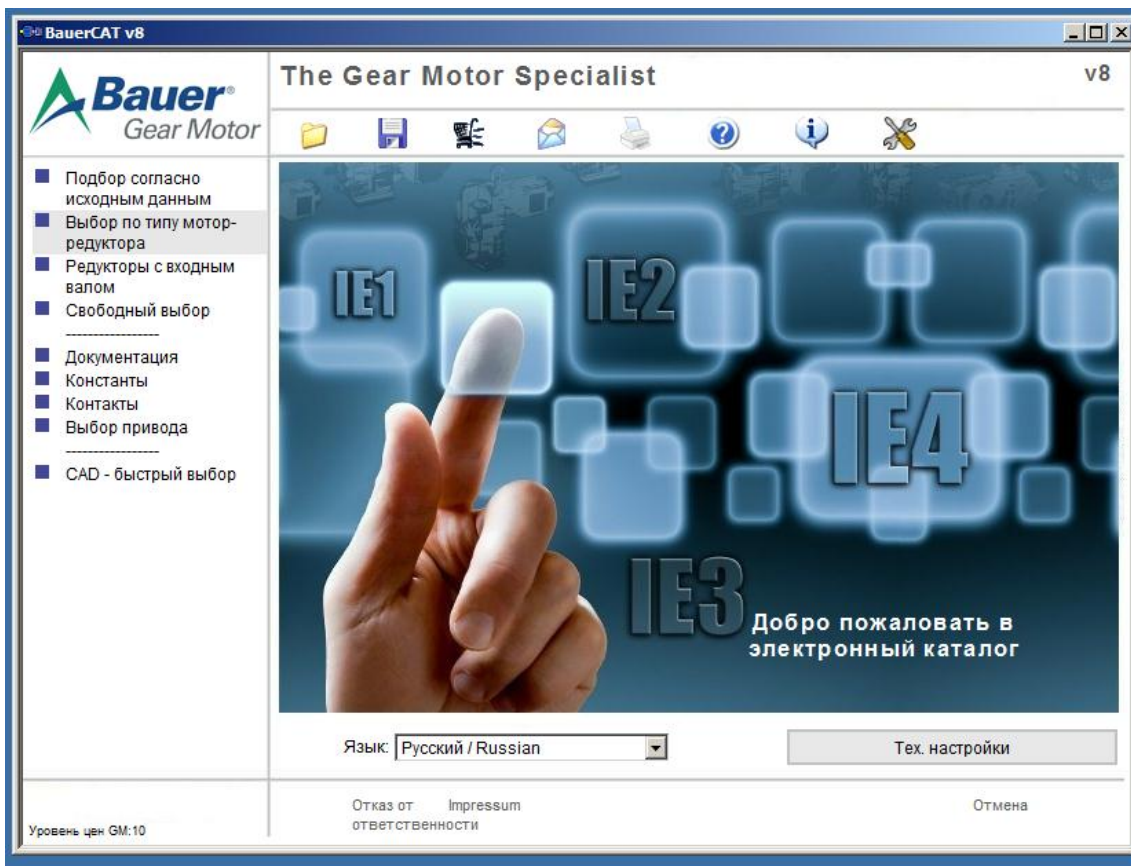 BauerCAT v8
Bauer®
Gear Motor
The Gear Motor Specialist
v8
Подбор согласно
исходным данным
Выбор по типу мотор-
редуктора
Редукторы с входным
валом
Свободный выбор
-----------------
Документация
Константы
Контакты
Выбор привода
-----------------
CAD - быстрый выбор
IE1
IE2
IE4
IE3
Добро пожаловать в
электронный каталог
Язык: Русский / Russian
Тех. настройки
Отказ от
ответственности
Impressum
Отмена
Уровень цен GM:10